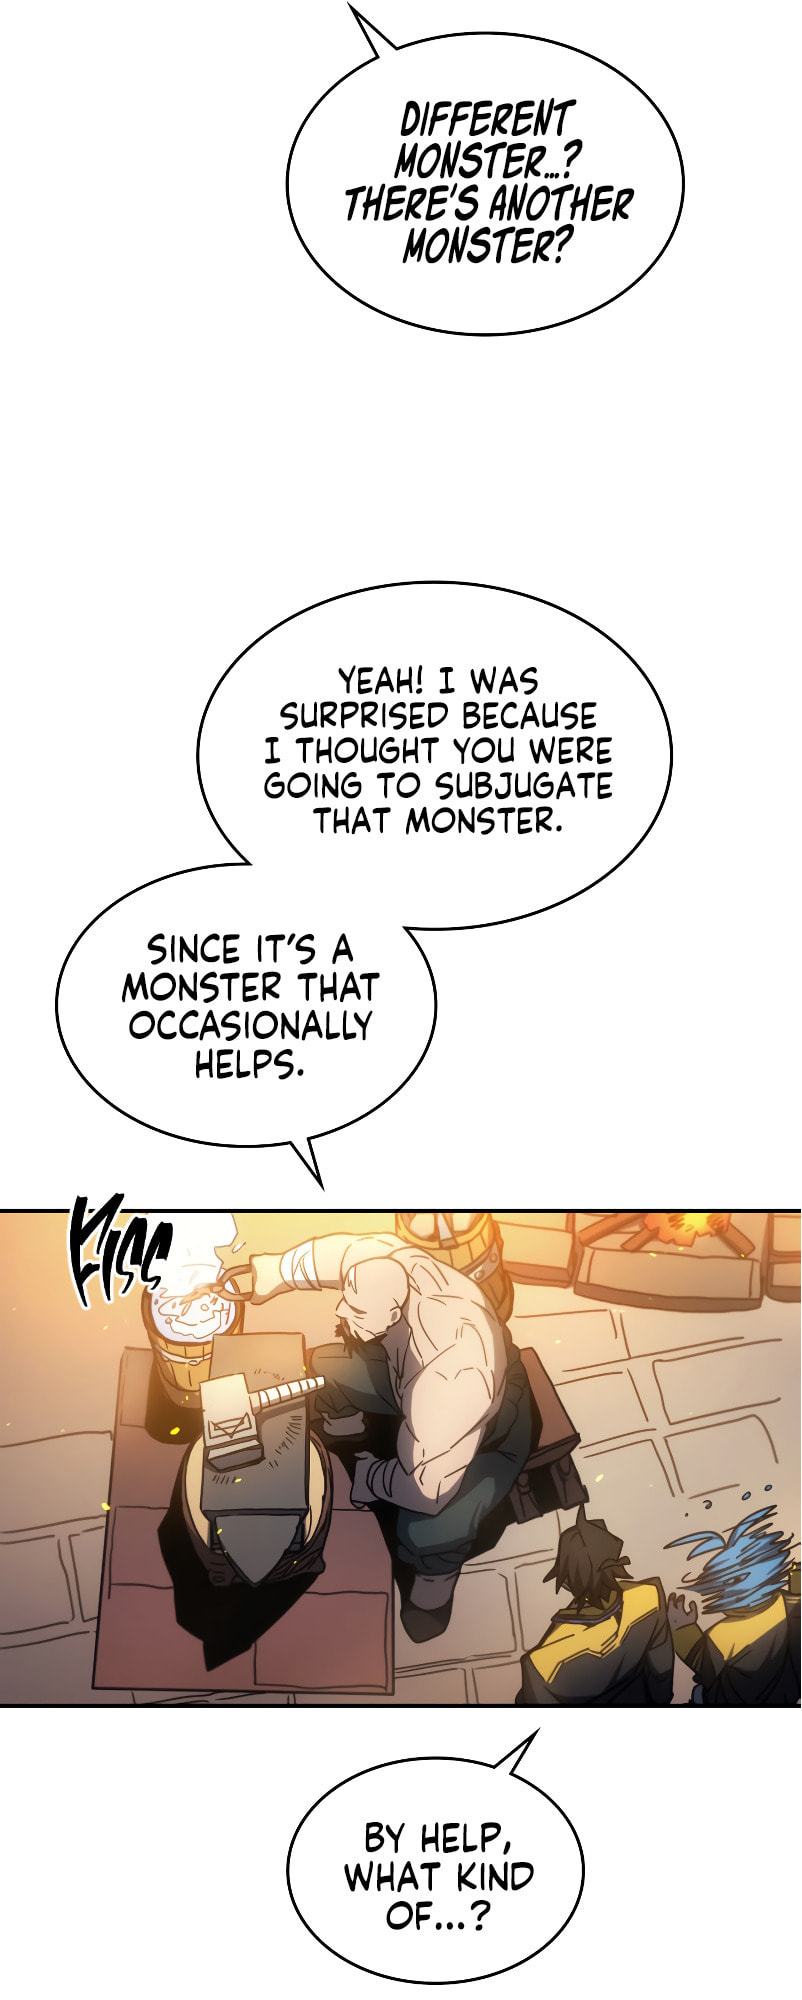 DIFFERENT
MONSTER...?
THERE'S ANOTHER
MONSTER?
YEAH! I WAS
SURPRISED BECAUSE
I THOUGHT YOU WERE
GOING TO SUBJUGATE
THAT MONSTER.
SINCE IT'S A
MONSTER THAT
OCCASIONALLY
HELPS.
KISS
BY HELP,
WHAT KIND
OF...?